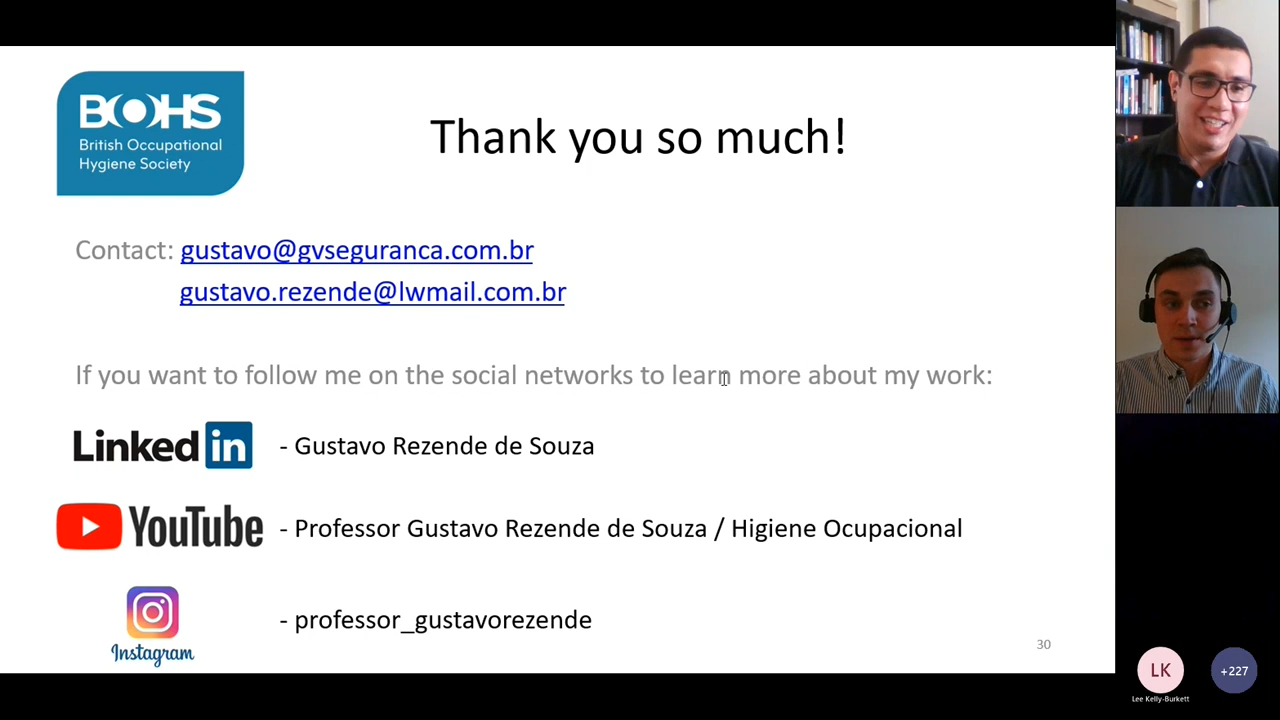 BOHS
British Occupational
Hygiene Society
Thank you so much!
Contact: gustavo@gvseguranca.com.br
gustavo.rezende@lwmail.com.br
If you want to follow me on the social networks to learn more about my work:
Linked in - Gustavo Rezende de Souza
YouTube - Professor Gustavo Rezende de Souza / Higiene Ocupacional
Instagram - professor_gustavorezende
30
LK
+227
Lee Kelly-Burkett